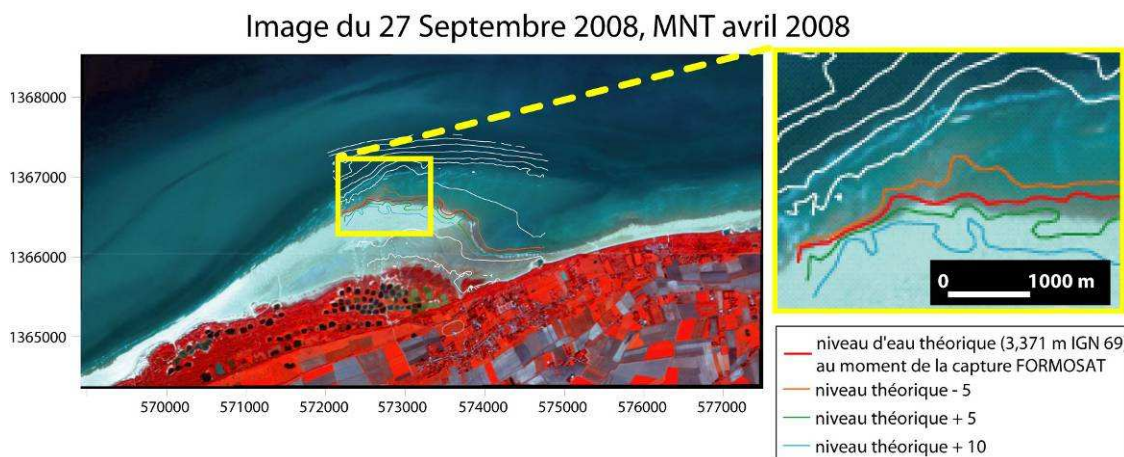 Image du 27 Septembre 2008, MNT avril 2008
1368000
1367000
1366000
1365000
570000 571000 572000 573000 574000 575000 576000 577000
0 1000 m
niveau d'eau théorique (3,371 m IGN 69)
au moment de la capture FORMOSAT
niveau théorique - 5
niveau théorique + 5
niveau théorique + 10